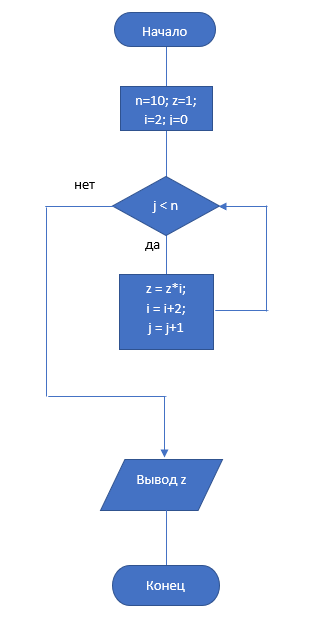 Начало
n=10; z=1;
i=2; j=0
нет
j < n
да
z = z*i;
i = i+2;
j = j+1
Вывод z
Конец